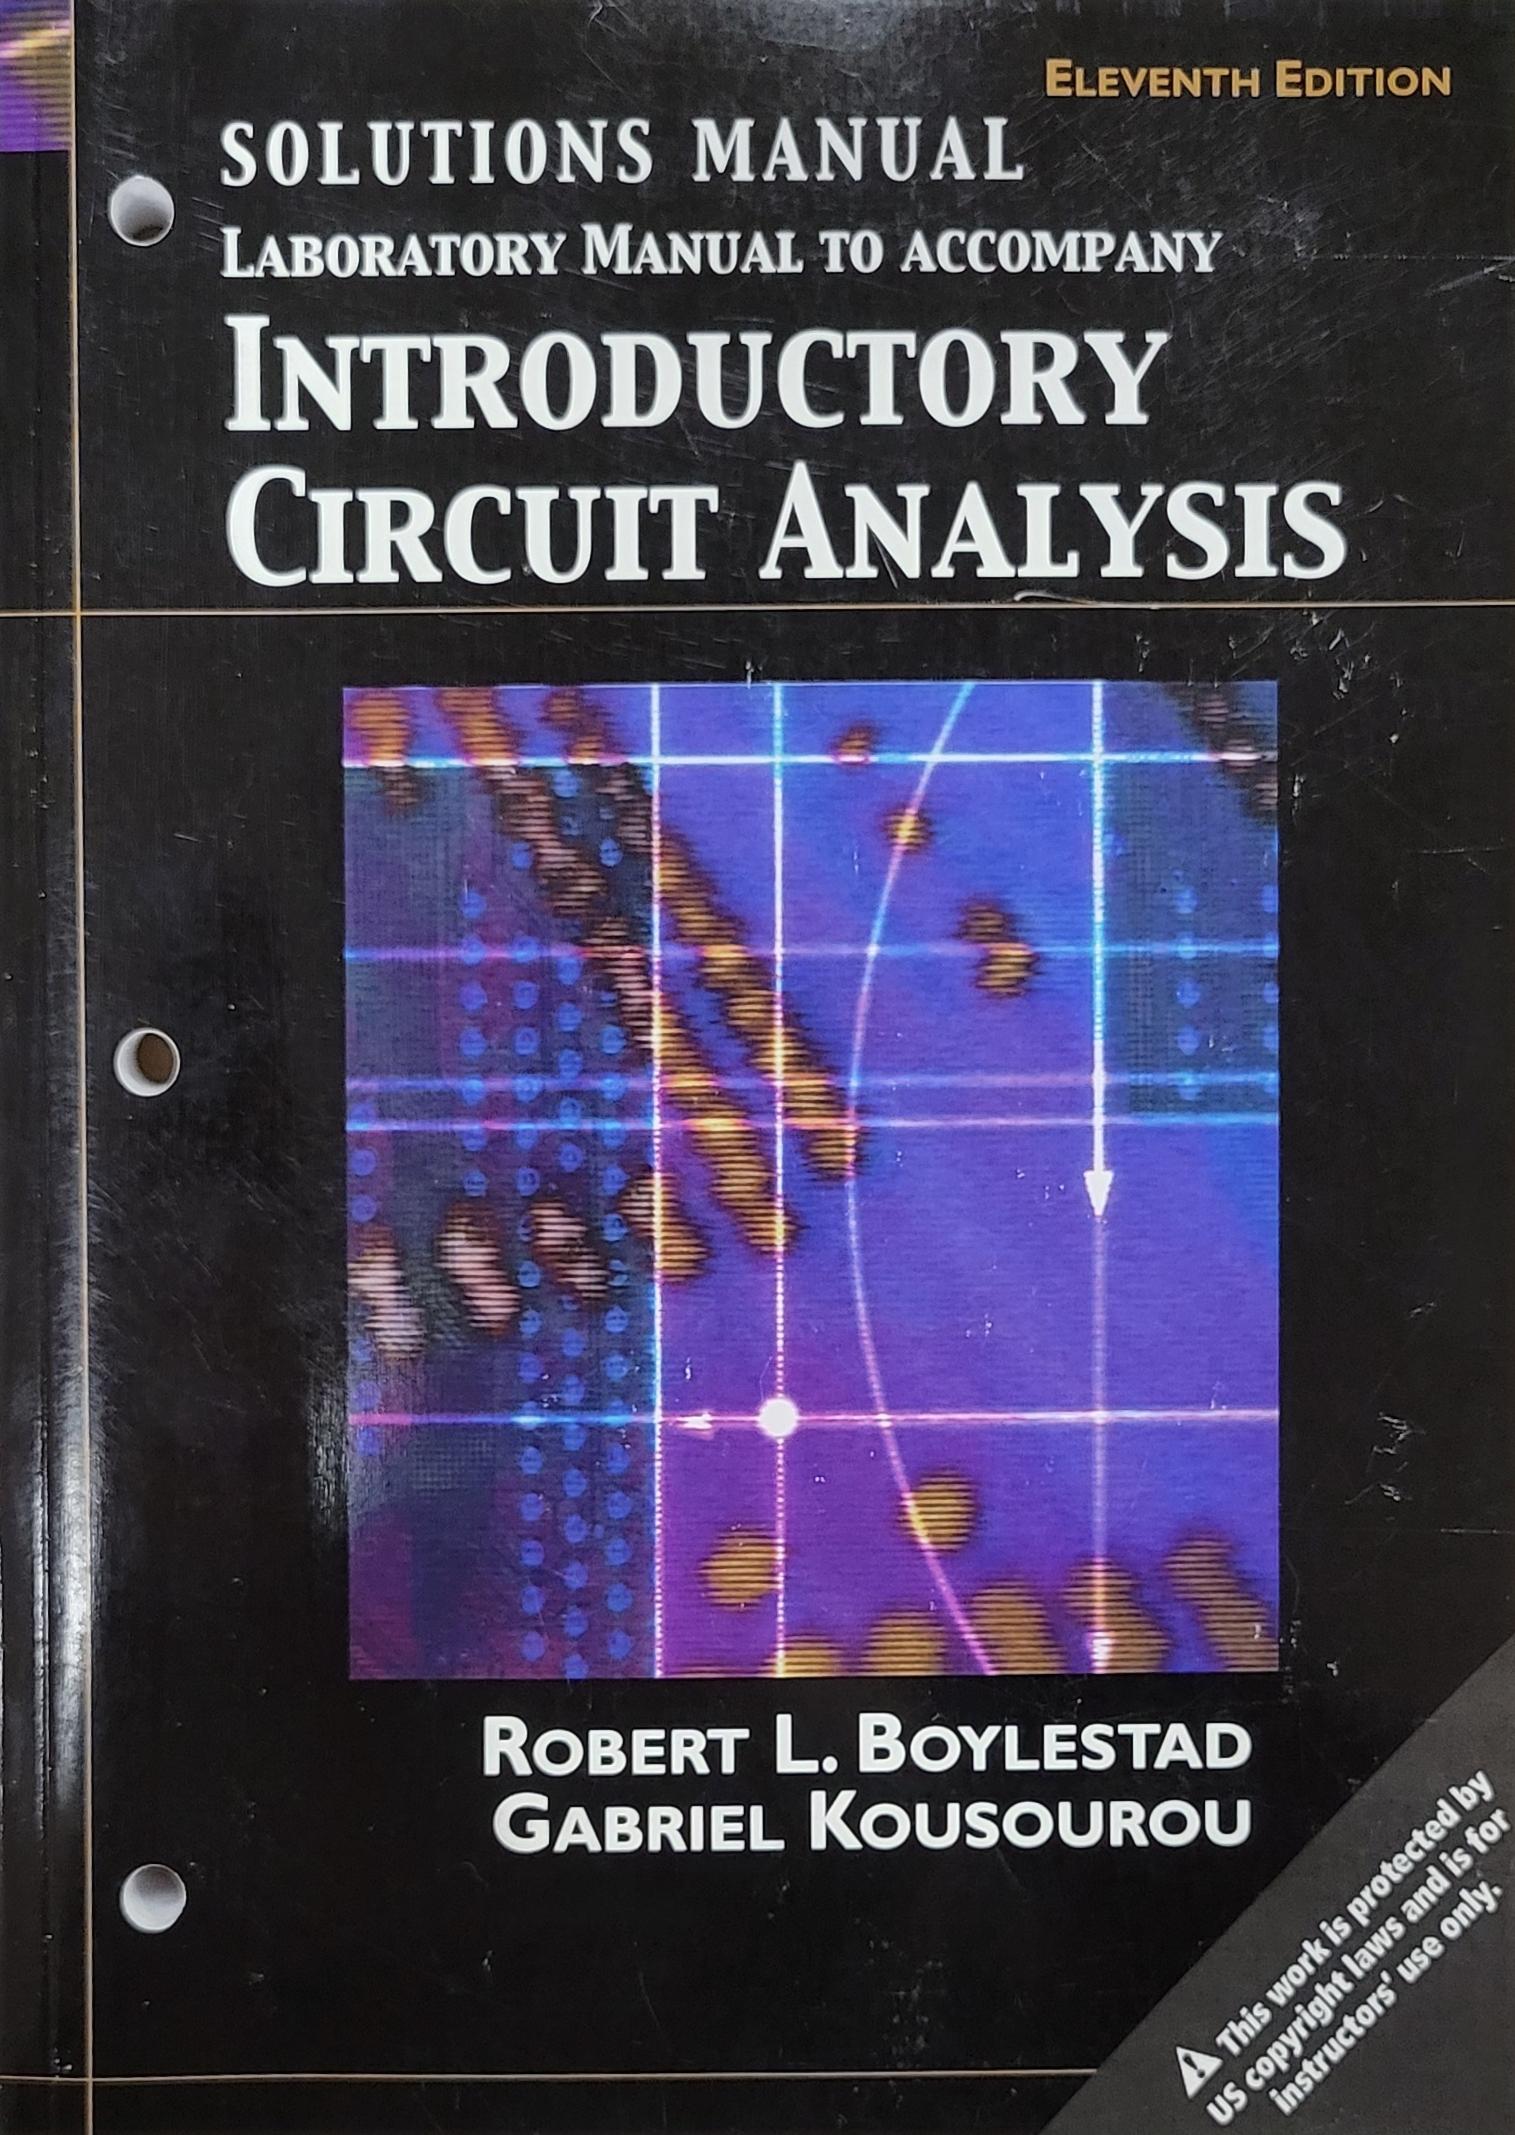 ELEVENTH EDITION
SOLUTIONS MANUAL
LABORATORY MANUAL TO ACCOMPANY
INTRODUCTORY
CIRCUIT ANALYSIS
ROBERT L. BOYLESTAD
GABRIEL KOUSOUROU
This work is protected by
US copyright laws and is for
instructors' use only.